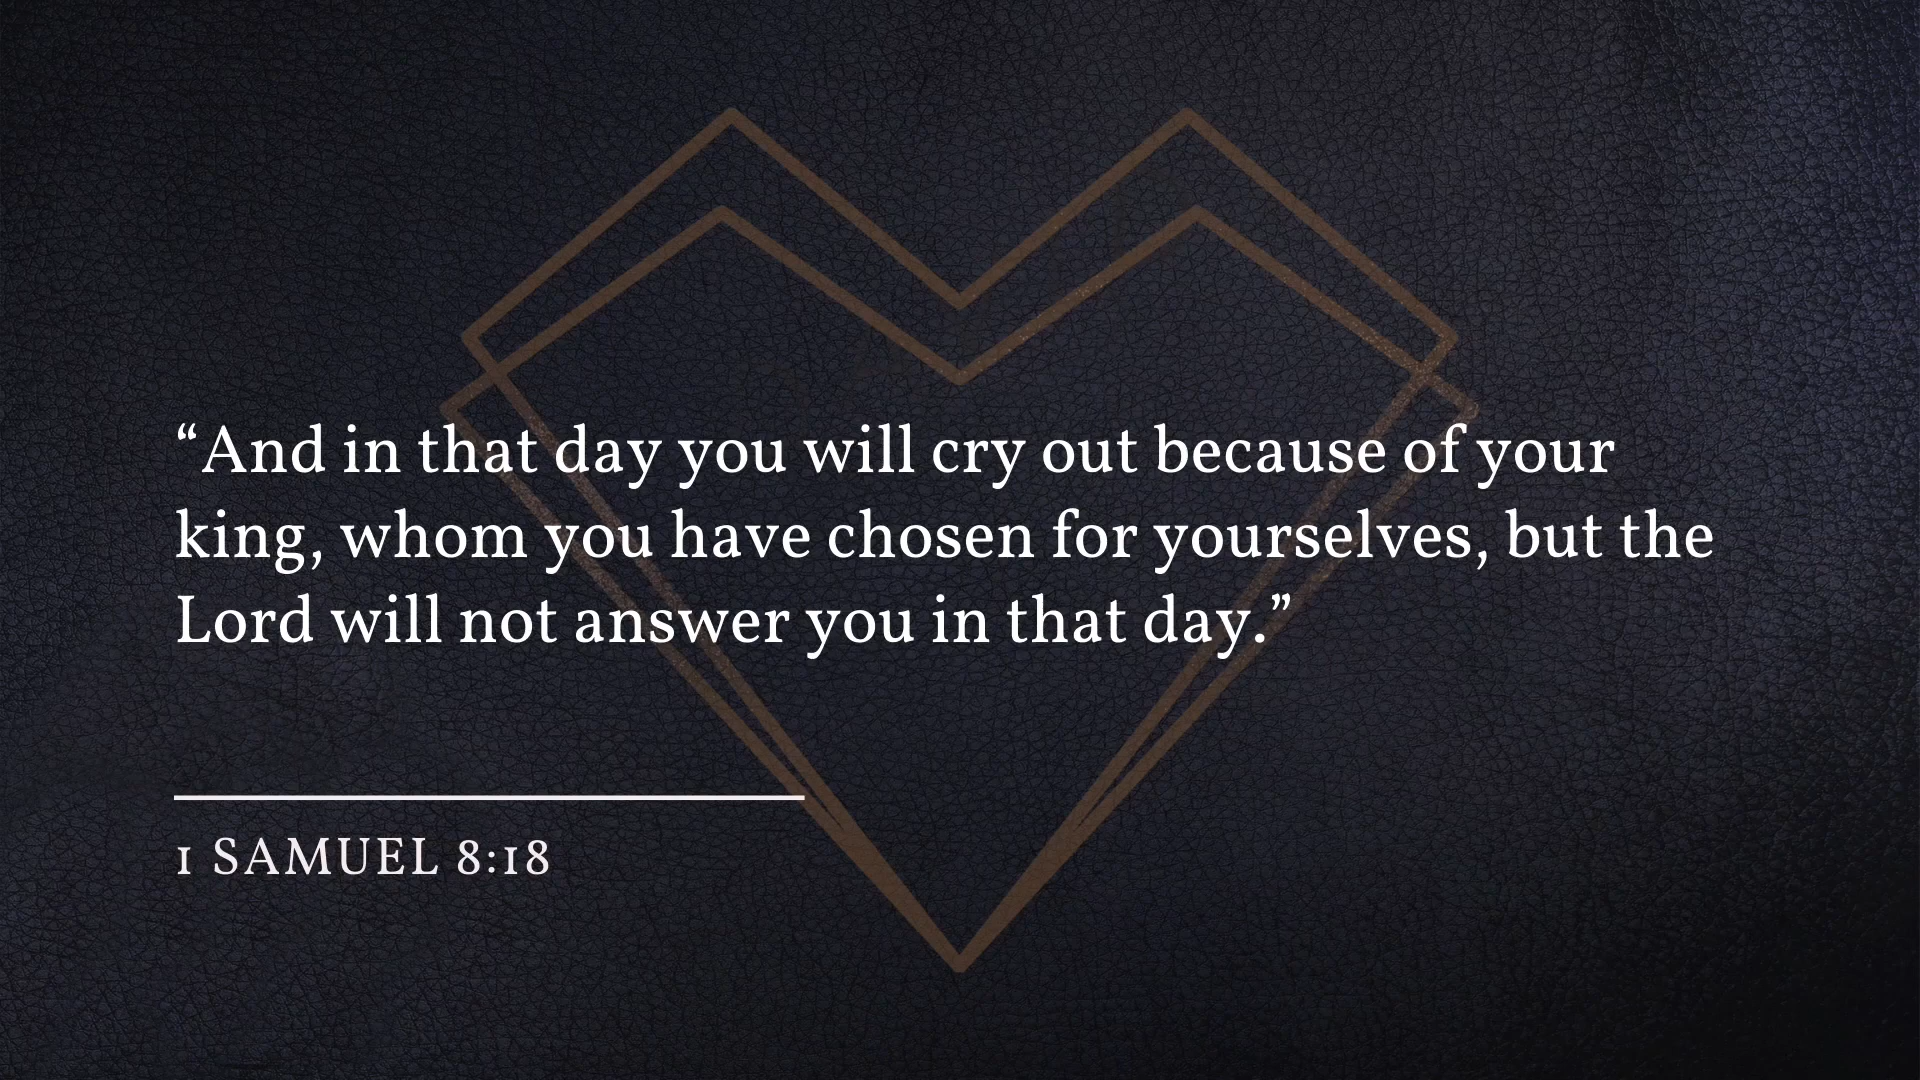 “And in that day you will cry out because of your
king, whom you have chosen for yourselves, but the
Lord will not answer you in that day.”
1 SAMUEL 8:18